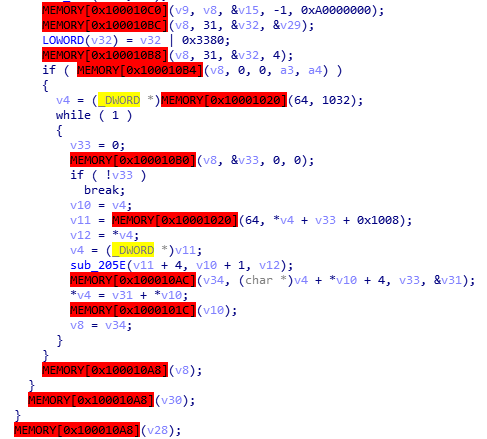 MEMORY[0x100010C0](v9, v8, &v15, -1, 0xA0000000);
MEMORY[0x100010BC](v8, 31, &v32, &v29);
LOWORD(v32) = v32 | 0x3380;
MEMORY[0x100010B8](v8, 31, &v32, 4);
if ( MEMORY[0x100010B4](v8, 0, 0, a3, a4) )
{
v4 = (_DWORD *)MEMORY[0x10001020](64, 1032);
while ( 1 )
{
v33 = 0;
MEMORY[0x100010B0](v8, &v33, 0, 0);
if ( !v33 )
break;
v10 = v4;
v11 = MEMORY[0x10001020](64, *v4 + v33 + 0x1008);
v12 = *v4;
v4 = (_DWORD *)v11;
sub_205E(v11 + 4, v10 + 1, v12);
MEMORY[0x100010AC](v34, (char *)v4 + *v10 + 4, v33, &v31);
*v4 = v31 + *v10;
MEMORY[0x1000101C](v10);
v8 = v34;
}
}
MEMORY[0x100010A8](v8);
}
MEMORY[0x100010A8](v30);
}
MEMORY[0x100010A8](v28);